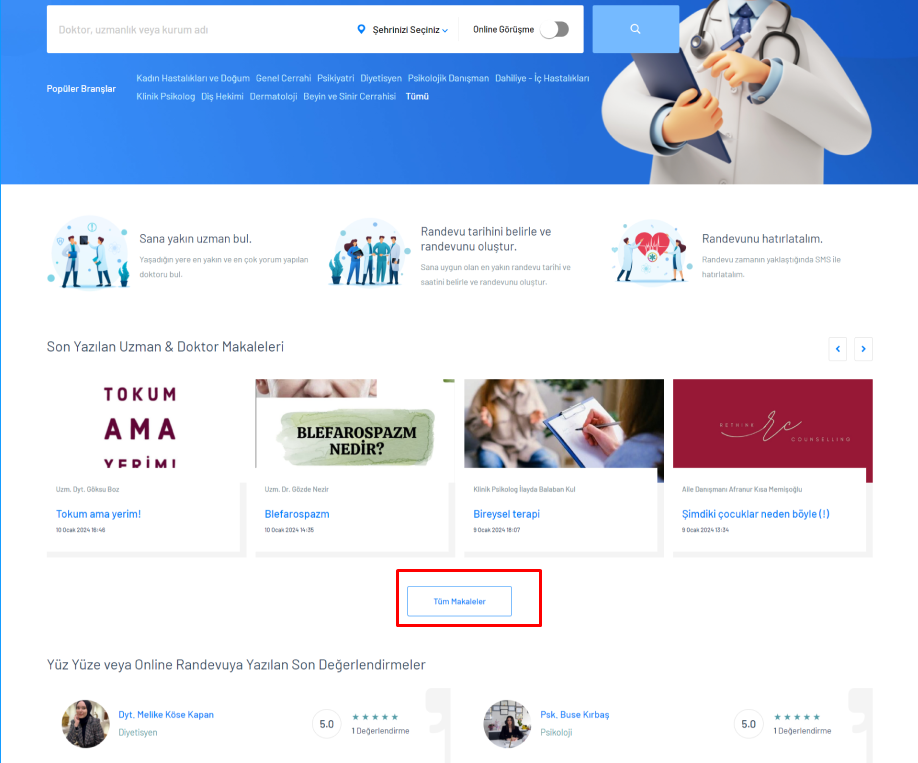 Doktor, uzmanlık veya kurum adı
Şehrinizi Seçiniz
Online Görüşme
Popüler Branşlar
Kadın Hastalıkları ve Doğum Genel Cerrahi Psikiyatri Diyetisyen Psikolojik Danışman Dahiliye - İç Hastalıkları
Klinik Psikolog Diş Hekimi Dermatoloji Beyin ve Sinir Cerrahisi Tümü
Sana yakın uzman bul.
Yaşadığın yere en yakın ve en çok yorum yapılan
doktoru bul.
Randevu tarihini belirle ve
randevunu oluştur.
Sana uygun olan en yakın randevu tarihi ve
saatini belirle ve randevunu oluştur.
Randevunu hatırlatalım.
Randevu zamanın yaklaştığında SMS ile
hatırlatalım.
Son Yazılan Uzman & Doktor Makaleleri
TOKUM
AMA
YERİM!
Uzm. Dyt. Göksu Boz
Tokum ama yerim!
10 Ocak 2024 16:46
BLEFAROSPAZM
NEDİR?
Uzm. Dr. Gözde Nezir
Blefarospazm
10 Ocak 2024 14:35
Klinik Psikolog İlayda Balaban Kul
Bireysel terapi
9 Ocak 2024 16:07
RETHINK rc COUNSELLING
Aile Danışmanı Afranur Kısa Memişoğlu
Şimdiki çocuklar neden böyle (!)
9 Ocak 2024 13:34
Tüm Makaleler
Yüz Yüze veya Online Randevuya Yazılan Son Değerlendirmeler
Dyt. Melike Köse Kapan
Diyetisyen
5.0
1 Değerlendirme
Psk. Buse Kırbaş
Psikoloji
5.0
1 Değerlendirme